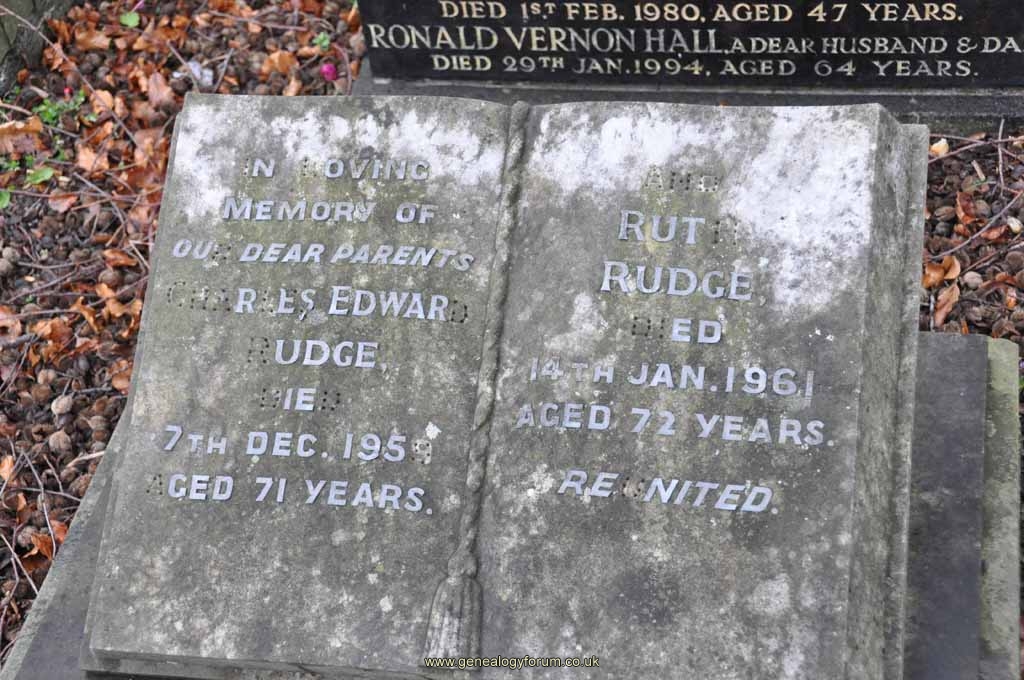 DIED 1ST FEB. 1980, AGED 47 YEARS.
RONALD VERNON HALL, A DEAR HUSBAND & DA
DIED 29TH JAN. 1994, AGED 64 YEARS.
IN LOVING
MEMORY OF
OUR DEAR PARENTS
CHARLES EDWARD
RUDGE,
DIED
7TH DEC. 1959
AGED 71 YEARS.
AND
RUTH
RUDGE,
DIED
14TH JAN. 1961
AGED 72 YEARS.
REUNITED.
www.genealogyforum.co.uk